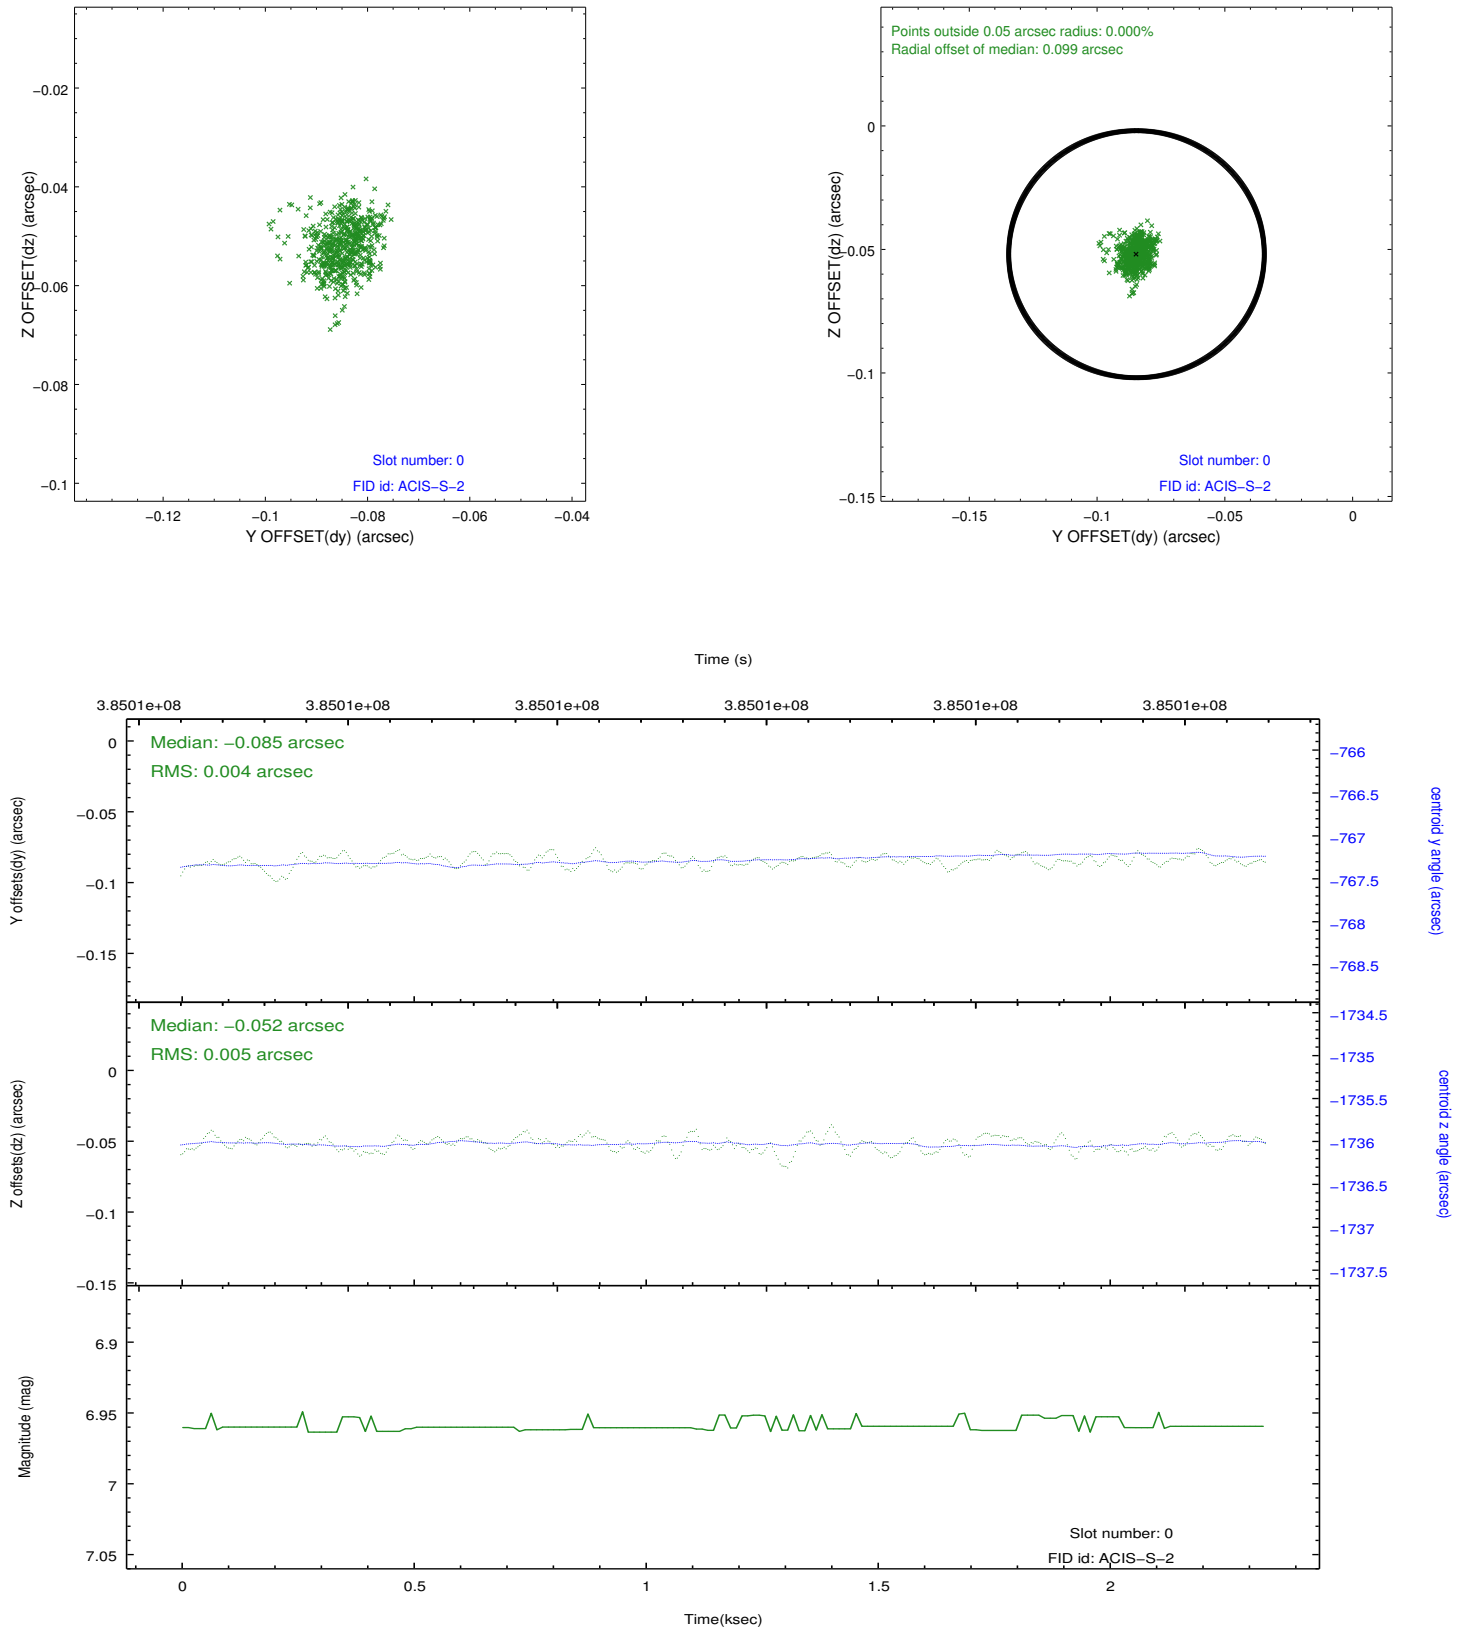 −0.02
−0.04
−0.06
−0.08
−0.1
Z OFFSET(dz) (arcsec)
Slot number: 0
FID id: ACIS−S−2
−0.12
−0.1
−0.08
−0.06
−0.04
Y OFFSET(dy) (arcsec)
Points outside 0.05 arcsec radius: 0.000%
Radial offset of median: 0.099 arcsec
0
−0.05
−0.1
−0.15
Z OFFSET(dz) (arcsec)
Slot number: 0
FID id: ACIS−S−2
−0.15
−0.1
−0.05
0
Y OFFSET(dy) (arcsec)
Time (s)
3.8501e+08
3.8501e+08
3.8501e+08
3.8501e+08
3.8501e+08
3.8501e+08
Median: −0.085 arcsec
RMS: 0.004 arcsec
0
−0.05
−0.1
−0.15
Y offsets(dy) (arcsec)
−766
−766.5
−767
−767.5
−768
−768.5
centroid y angle (arcsec)
Median: −0.052 arcsec
RMS: 0.005 arcsec
0
−0.05
−0.1
−0.15
Z offsets(dz) (arcsec)
−1734.5
−1735
−1735.5
−1736
−1736.5
−1737
−1737.5
centroid z angle (arcsec)
6.9
6.95
7
7.05
Magnitude (mag)
Slot number: 0
FID id: ACIS−S−2
0
0.5
1
1.5
2
Time(ksec)